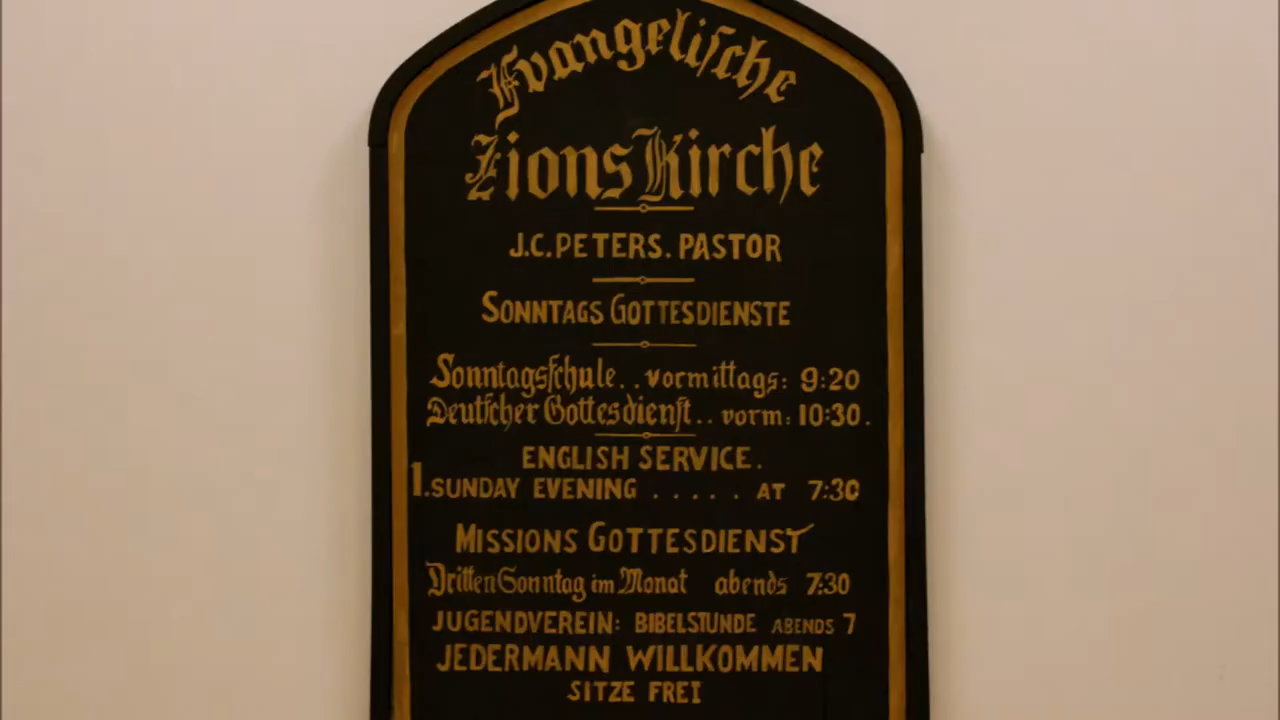 Evangelische
Zions Kirche
J.C. PETERS. PASTOR
SONNTAGS GOTTESDIENSTE
Sonntagsschule.. vormittags: 9:20
Deutscher Gottesdienst.. vorm: 10:30.
ENGLISH SERVICE.
1. SUNDAY EVENING ..... AT 7:30
MISSIONS GOTTESDIENST
Dritten Sonntag im Monat abends 7:30
JUGENDVEREIN: BIBELSTUNDE ABENDS 7
JEDERMANN WILLKOMMEN
SITZE FREI